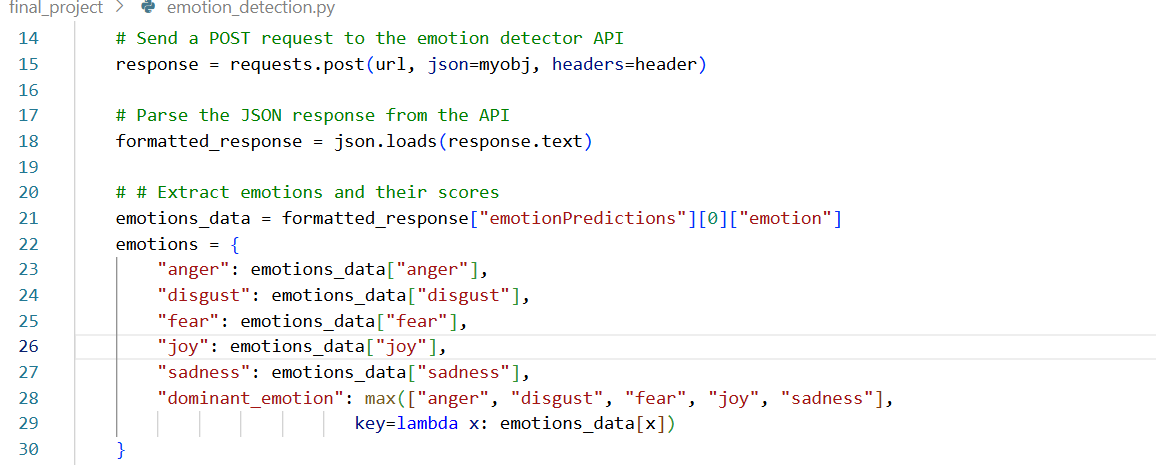 final_project > emotion_detection.py
14 # Send a POST request to the emotion detector API
15 response = requests.post(url, json=myobj, headers=header)
16
17 # Parse the JSON response from the API
18 formatted_response = json.loads(response.text)
19
20 # # Extract emotions and their scores
21 emotions_data = formatted_response["emotionPredictions"][0]["emotion"]
22 emotions = {
23 "anger": emotions_data["anger"],
24 "disgust": emotions_data["disgust"],
25 "fear": emotions_data["fear"],
26 "joy": emotions_data["joy"],
27 "sadness": emotions_data["sadness"],
28 "dominant_emotion": max(["anger", "disgust", "fear", "joy", "sadness"],
29 key=lambda x: emotions_data[x])
30 }